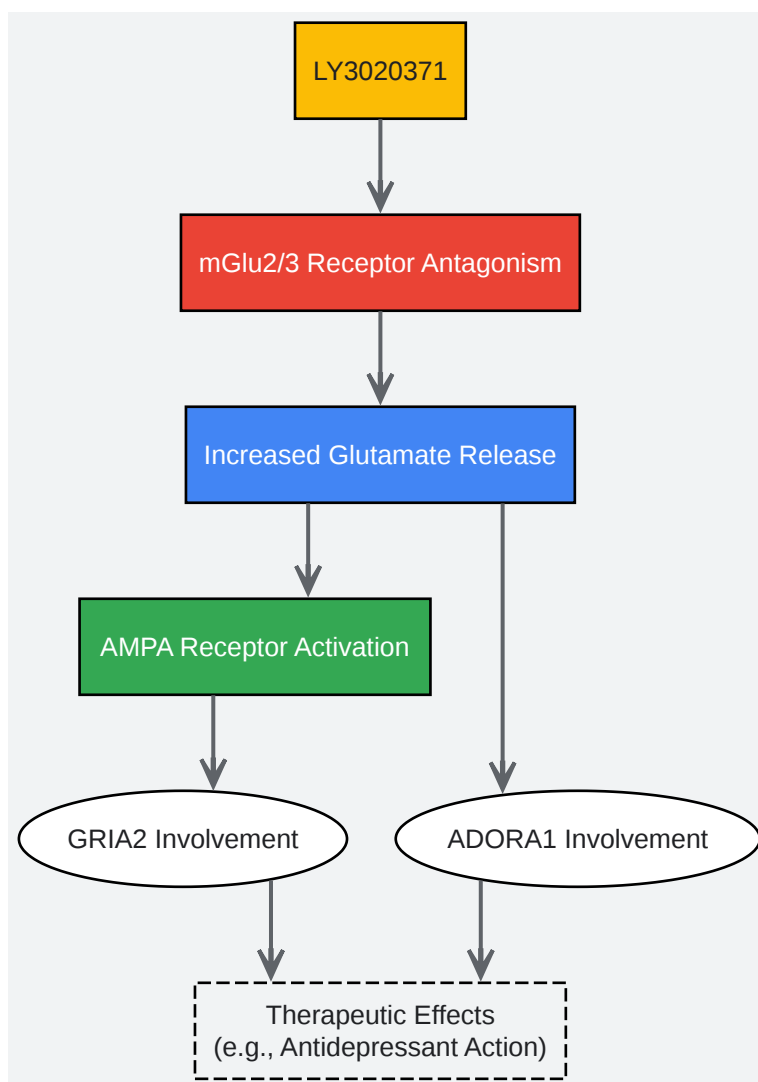 LY3020371
mGlu2/3 Receptor Antagonism
Increased Glutamate Release
AMPA Receptor Activation
GRIA2 Involvement
ADORA1 Involvement
Therapeutic Effects
(e.g., Antidepressant Action)